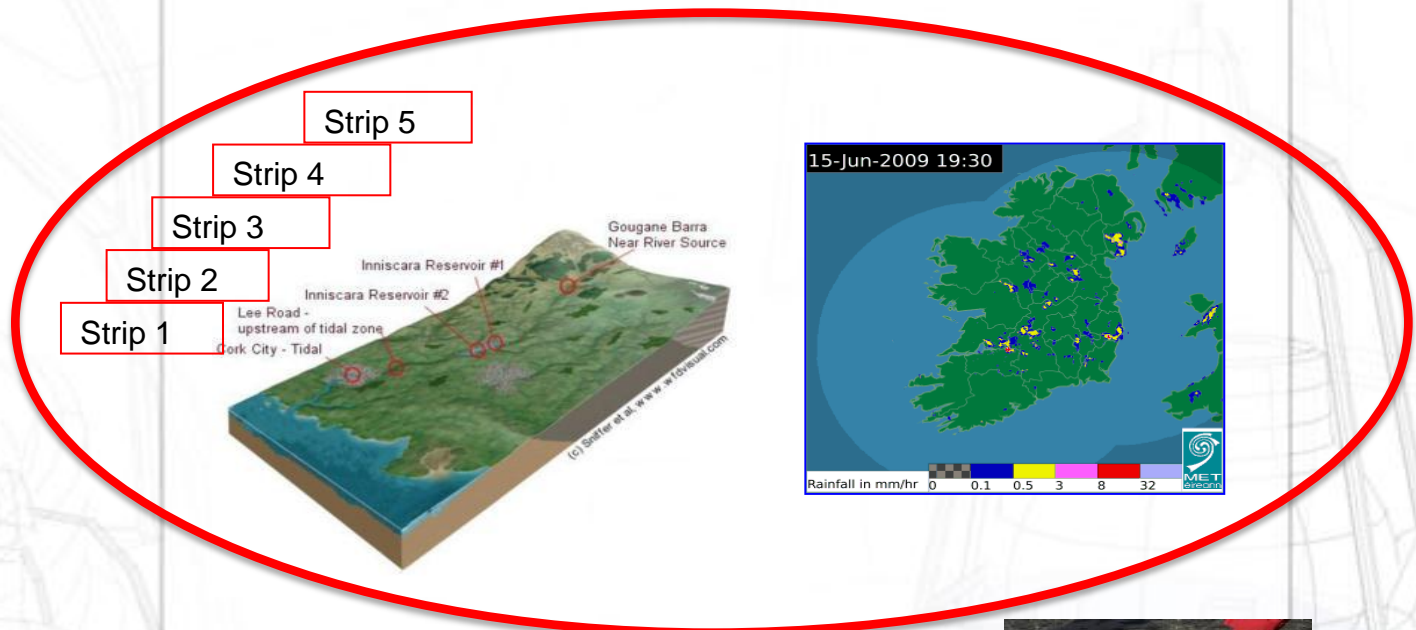 Strip 5
Strip 4
Strip 3
Strip 2
Strip 1
Gougane Barra
Near River Source
Inniscara Reservoir #1
Inniscara Reservoir #2
Lee Road -
upstream of tidal zone
Cork City - Tidal
(c) Sniffer et al, www.wfdvisual.com
15-Jun-2009 19:30
Rainfall in mm/hr 0 0.1 0.5 3 8 32
MET
éireann